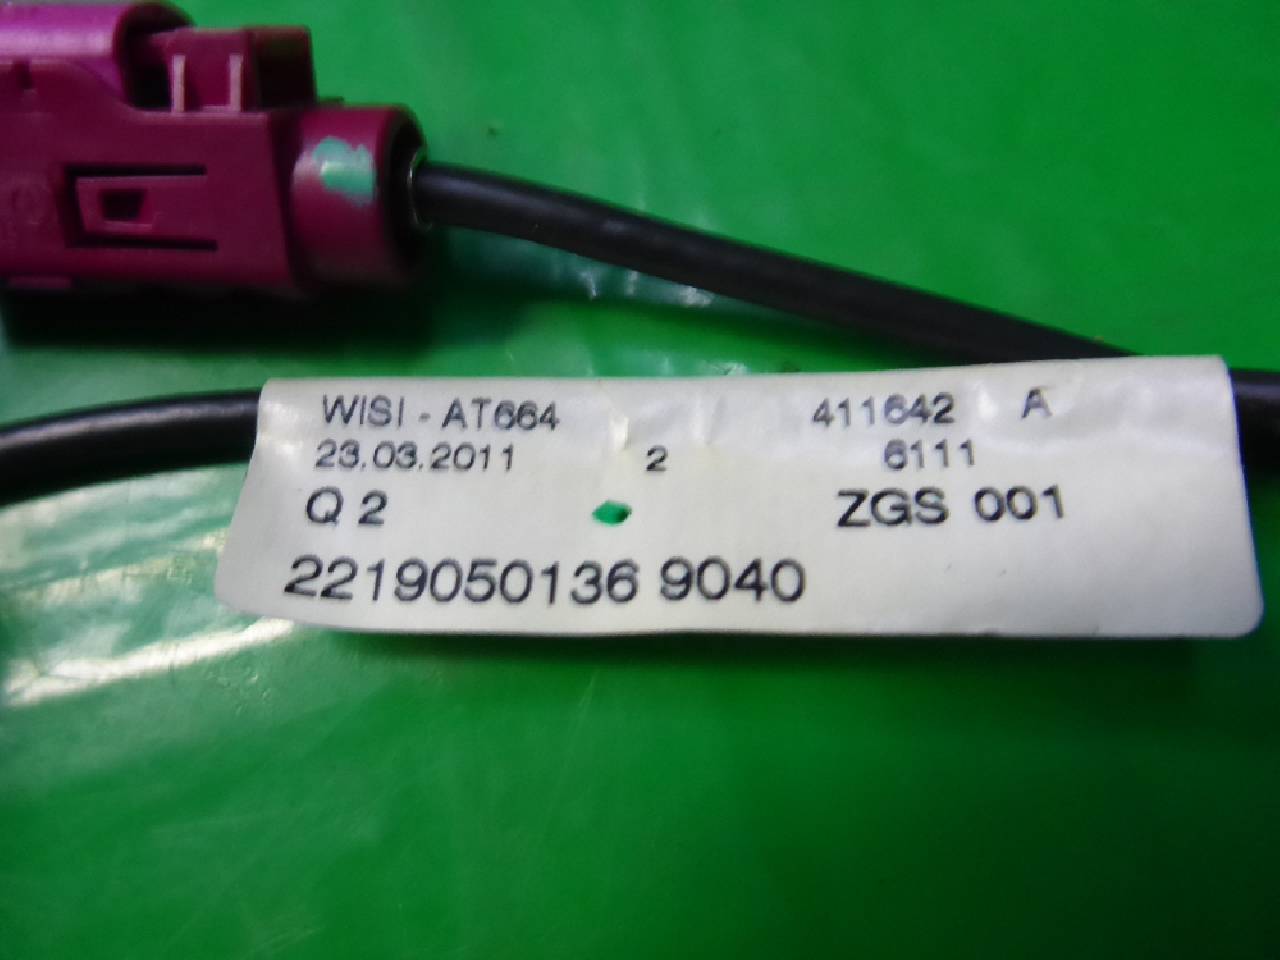 WISI - AT664 411642 A
23.03.2011 2 6111
Q 2 ZGS 001
2219050136 9040